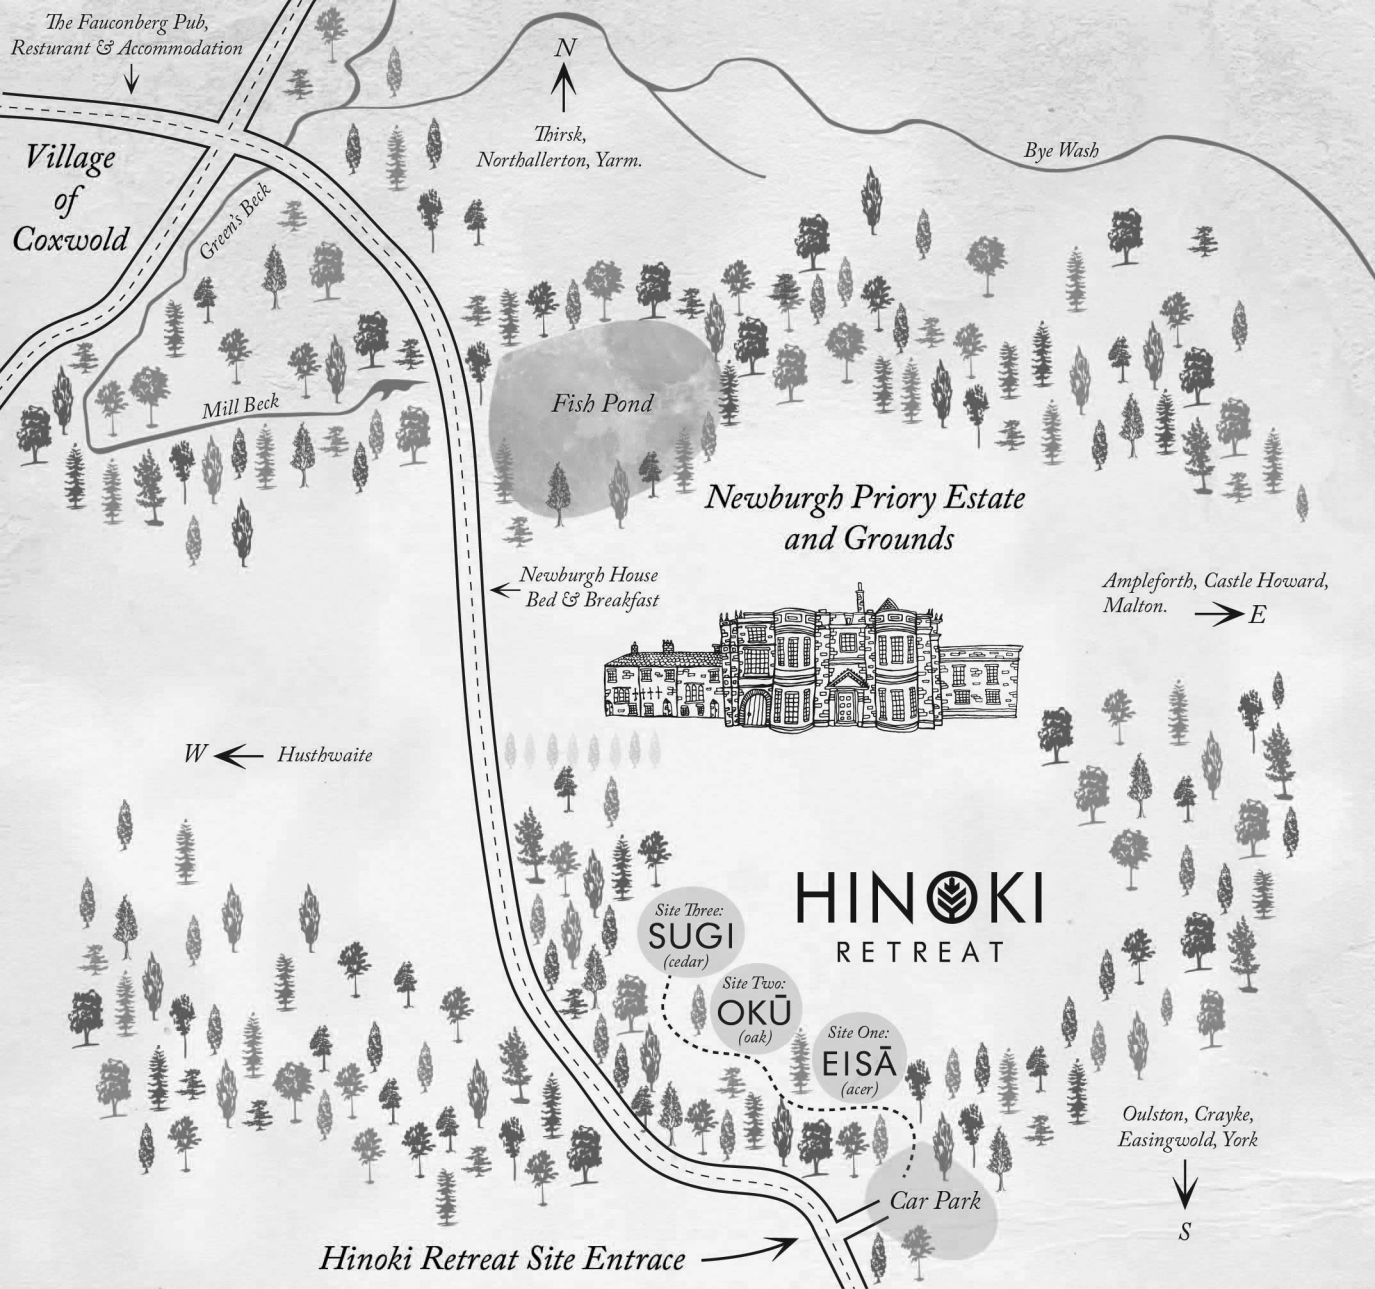 The Fauconberg Pub,
Resturant & Accommodation
N
Thirsk,
Northallerton, Yarm.
Village
of
Coxwold
Bye Wash
Green's Beck
Mill Beck
Fish Pond
Newburgh Priory Estate
and Grounds
Newburgh House
Bed & Breakfast
Ampleforth, Castle Howard,
Malton.
E
W
Husthwaite
HINOKI
RETREAT
Site Three:
SUGI
(cedar)
Site Two:
OKŪ
(oak)
Site One:
EISĀ
(acer)
Oulston, Crayke,
Easingwold, York
S
Car Park
Hinoki Retreat Site Entrace